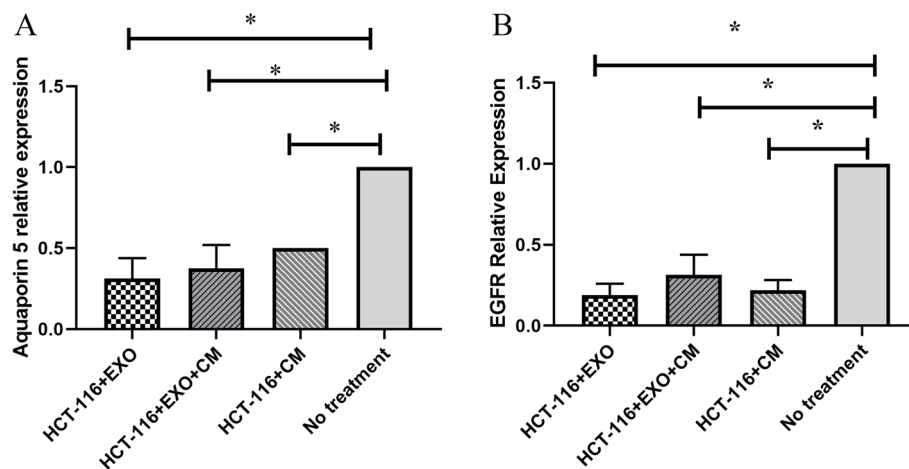 A
*
*
*
Aquaporin 5 relative expression
1.5
1.0
0.5
0.0
HCT-116+EXO
HCT-116+EXO+CM
HCT-116+CM
No treatment
B
*
*
*
EGFR Relative Expression
1.5
1.0
0.5
0.0
HCT-116+EXO
HCT-116+EXO+CM
HCT-116+CM
No treatment